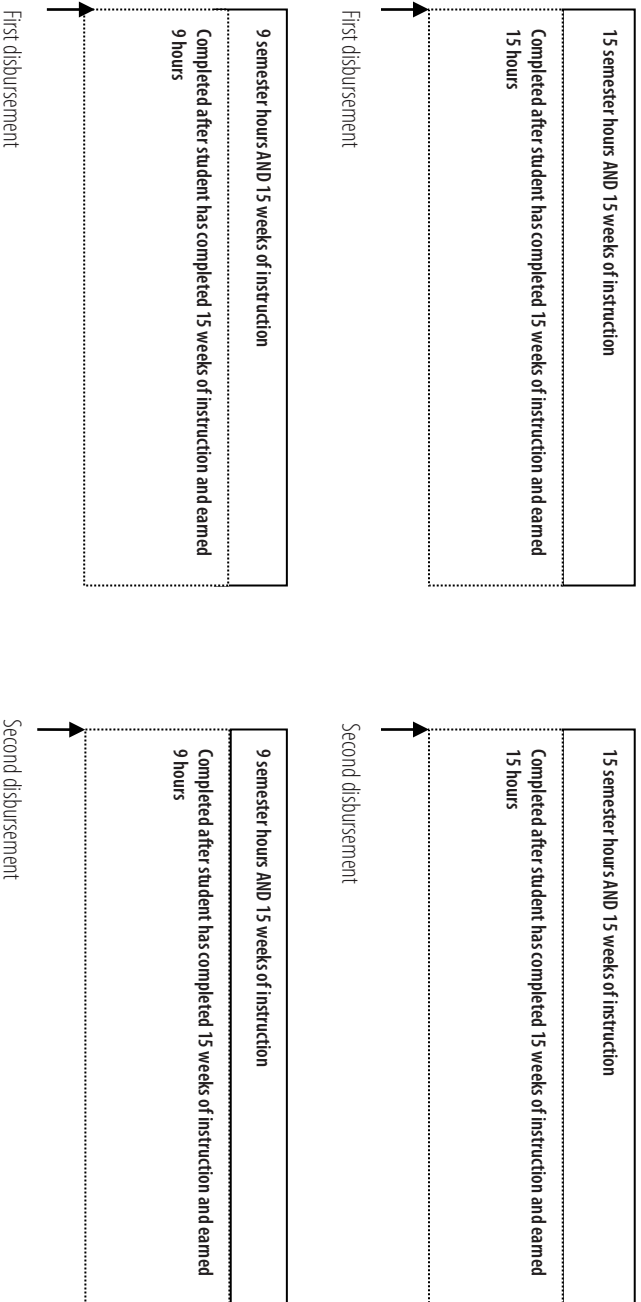 15 semester hours AND 15 weeks of instruction
Completed after student has completed 15 weeks of instruction and earned
15 hours
First disbursement
15 semester hours AND 15 weeks of instruction
Completed after student has completed 15 weeks of instruction and earned
15 hours
Second disbursement
9 semester hours AND 15 weeks of instruction
Completed after student has completed 15 weeks of instruction and earned
9 hours
First disbursement
9 semester hours AND 15 weeks of instruction
Completed after student has completed 15 weeks of instruction and earned
9 hours
Second disbursement